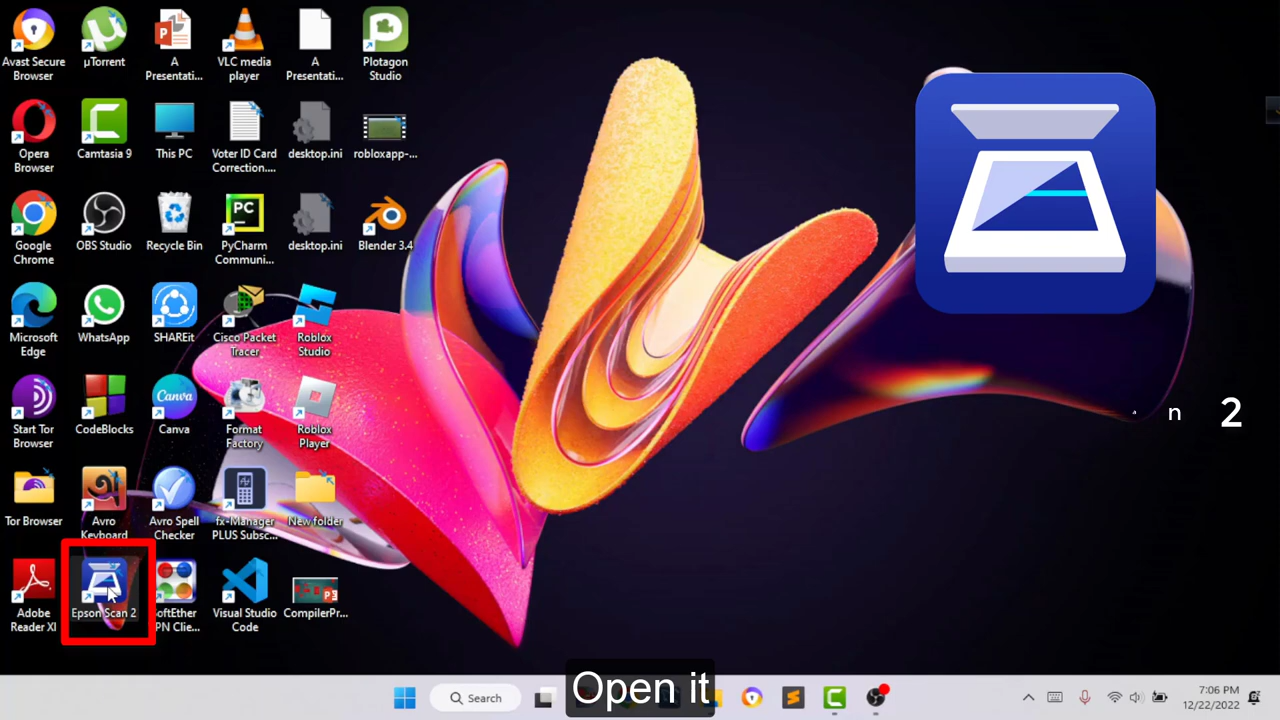 Avast Secure
Browser
µTorrent
A
Presentati...
VLC media
player
A
Presentati...
Plotagon
Studio
Opera
Browser
Camtasia 9
This PC
Voter ID Card
Correction....
desktop.ini
robloxapp-...
Google
Chrome
OBS Studio
Recycle Bin
PC
PyCharm
Communi...
desktop.ini
Blender 3.4
Microsoft
Edge
WhatsApp
SHAREit
Cisco Packet
Tracer
Roblox
Studio
Start Tor
Browser
CodeBlocks
Canva
Canva
Format
Factory
Roblox
Player
n 2
Tor Browser
Avro
Keyboard
Avro Spell
Checker
fx-Manager
PLUS Subsc...
New folder
Adobe
Reader XI
Epson Scan 2
SoftEther
PN Clie...
Visual Studio
Code
CompilerPr...
Open it
Search
7:06 PM
12/22/2022